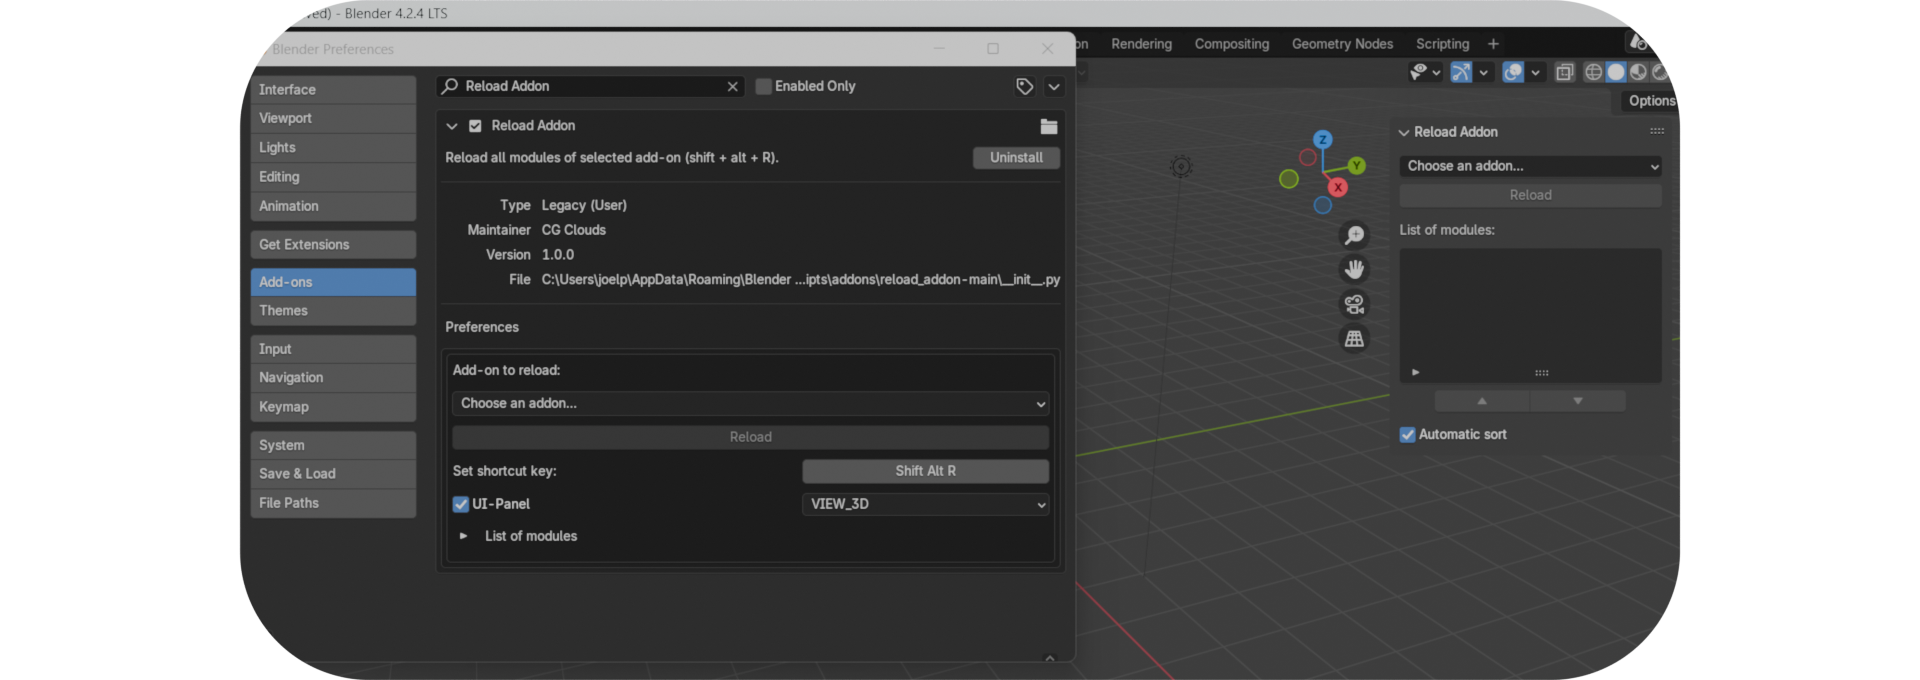 ved) - Blender 4.2.4 LTS
Blender Preferences
Interface
Viewport
Lights
Editing
Animation
Get Extensions
Add-ons
Themes
Input
Navigation
Keymap
System
Save & Load
File Paths
Reload Addon
Enabled Only
Reload Addon
Reload all modules of selected add-on (shift + alt + R).
Uninstall
Type Legacy (User)
Maintainer CG Clouds
Version 1.0.0
File C:\Users\joelp\AppData\Roaming\Blender ...ipts\addons\reload_addon-main\__init__.py
Preferences
Add-on to reload:
Choose an addon...
Reload
Set shortcut key:
Shift Alt R
UI-Panel
VIEW_3D
List of modules
on Rendering Compositing Geometry Nodes Scripting +
Options
Z
Y
X
Reload Addon
Choose an addon...
Reload
List of modules:
Automatic sort